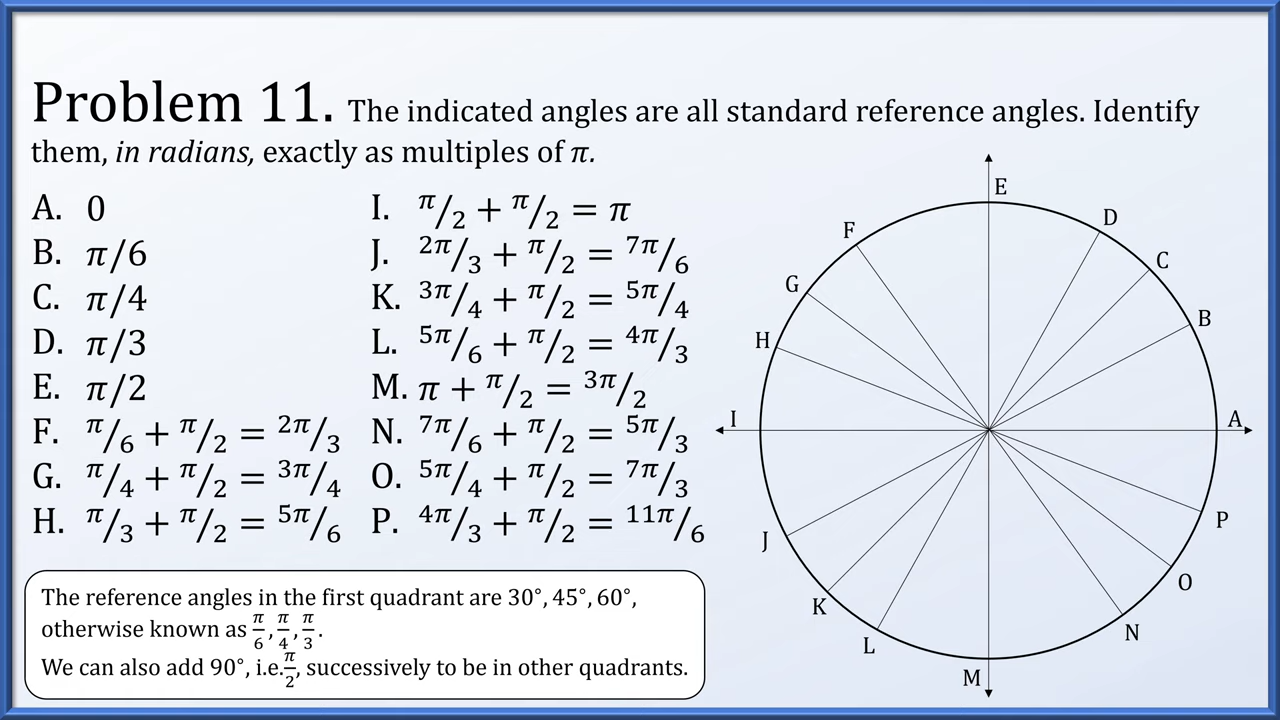 Problem 11. The indicated angles are all standard reference angles. Identify
them, in radians, exactly as multiples of π.
A. 0
B. π/6
C. π/4
D. π/3
E. π/2
F. π/6 + π/2 = 2π/3
G. π/4 + π/2 = 3π/4
H. π/3 + π/2 = 5π/6
I. π/2 + π/2 = π
J. 2π/3 + π/2 = 7π/6
K. 3π/4 + π/2 = 5π/4
L. 5π/6 + π/2 = 4π/3
M. π + π/2 = 3π/2
N. 7π/6 + π/2 = 5π/3
O. 5π/4 + π/2 = 7π/3
P. 4π/3 + π/2 = 11π/6
The reference angles in the first quadrant are 30°, 45°, 60°,
otherwise known as π/6, π/4, π/3.
We can also add 90°, i.e. π/2, successively to be in other quadrants.
E
D
F
C
G
B
H
I
A
P
J
O
K
N
L
M